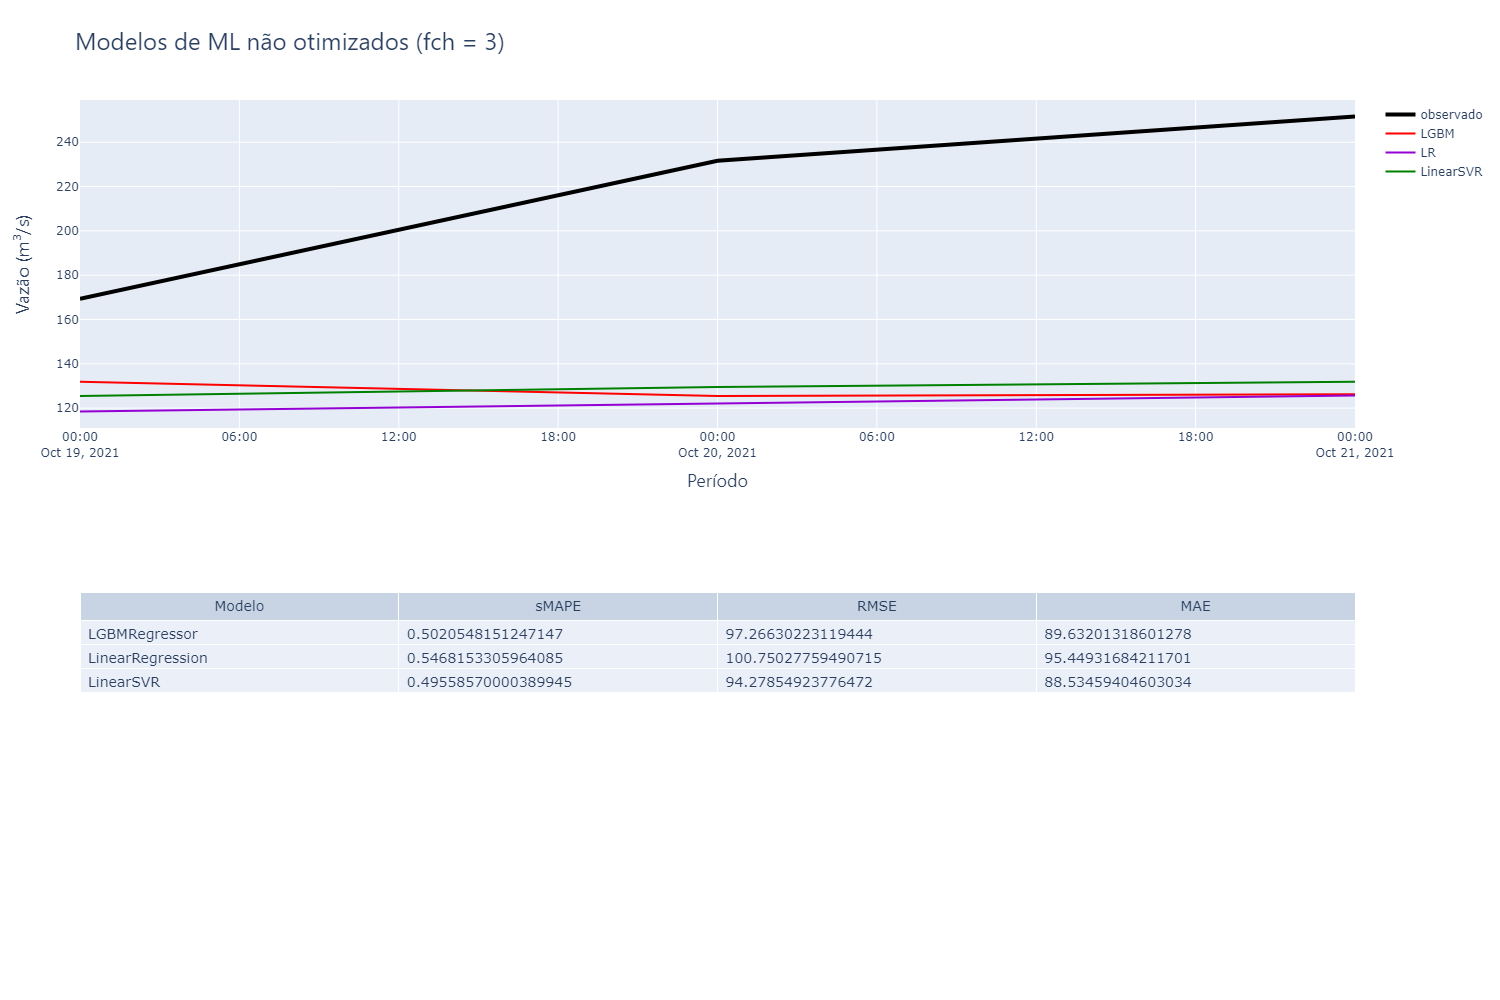 Modelos de ML não otimizados (fch = 3)
observado
LGBM
LR
LinearSVR
Vazão (m³/s)
240
220
200
180
160
140
120
00:00 06:00 12:00 18:00 00:00 06:00 12:00 18:00 00:00
Oct 19, 2021 Oct 20, 2021 Oct 21, 2021
Período
Modelo sMAPE RMSE MAE
LGBMRegressor 0.5020548151247147 97.26630223119444 89.63201318601278
LinearRegression 0.5468153305964085 100.75027759490715 95.44931684211701
LinearSVR 0.49558570000389945 94.27854923776472 88.53459404603034